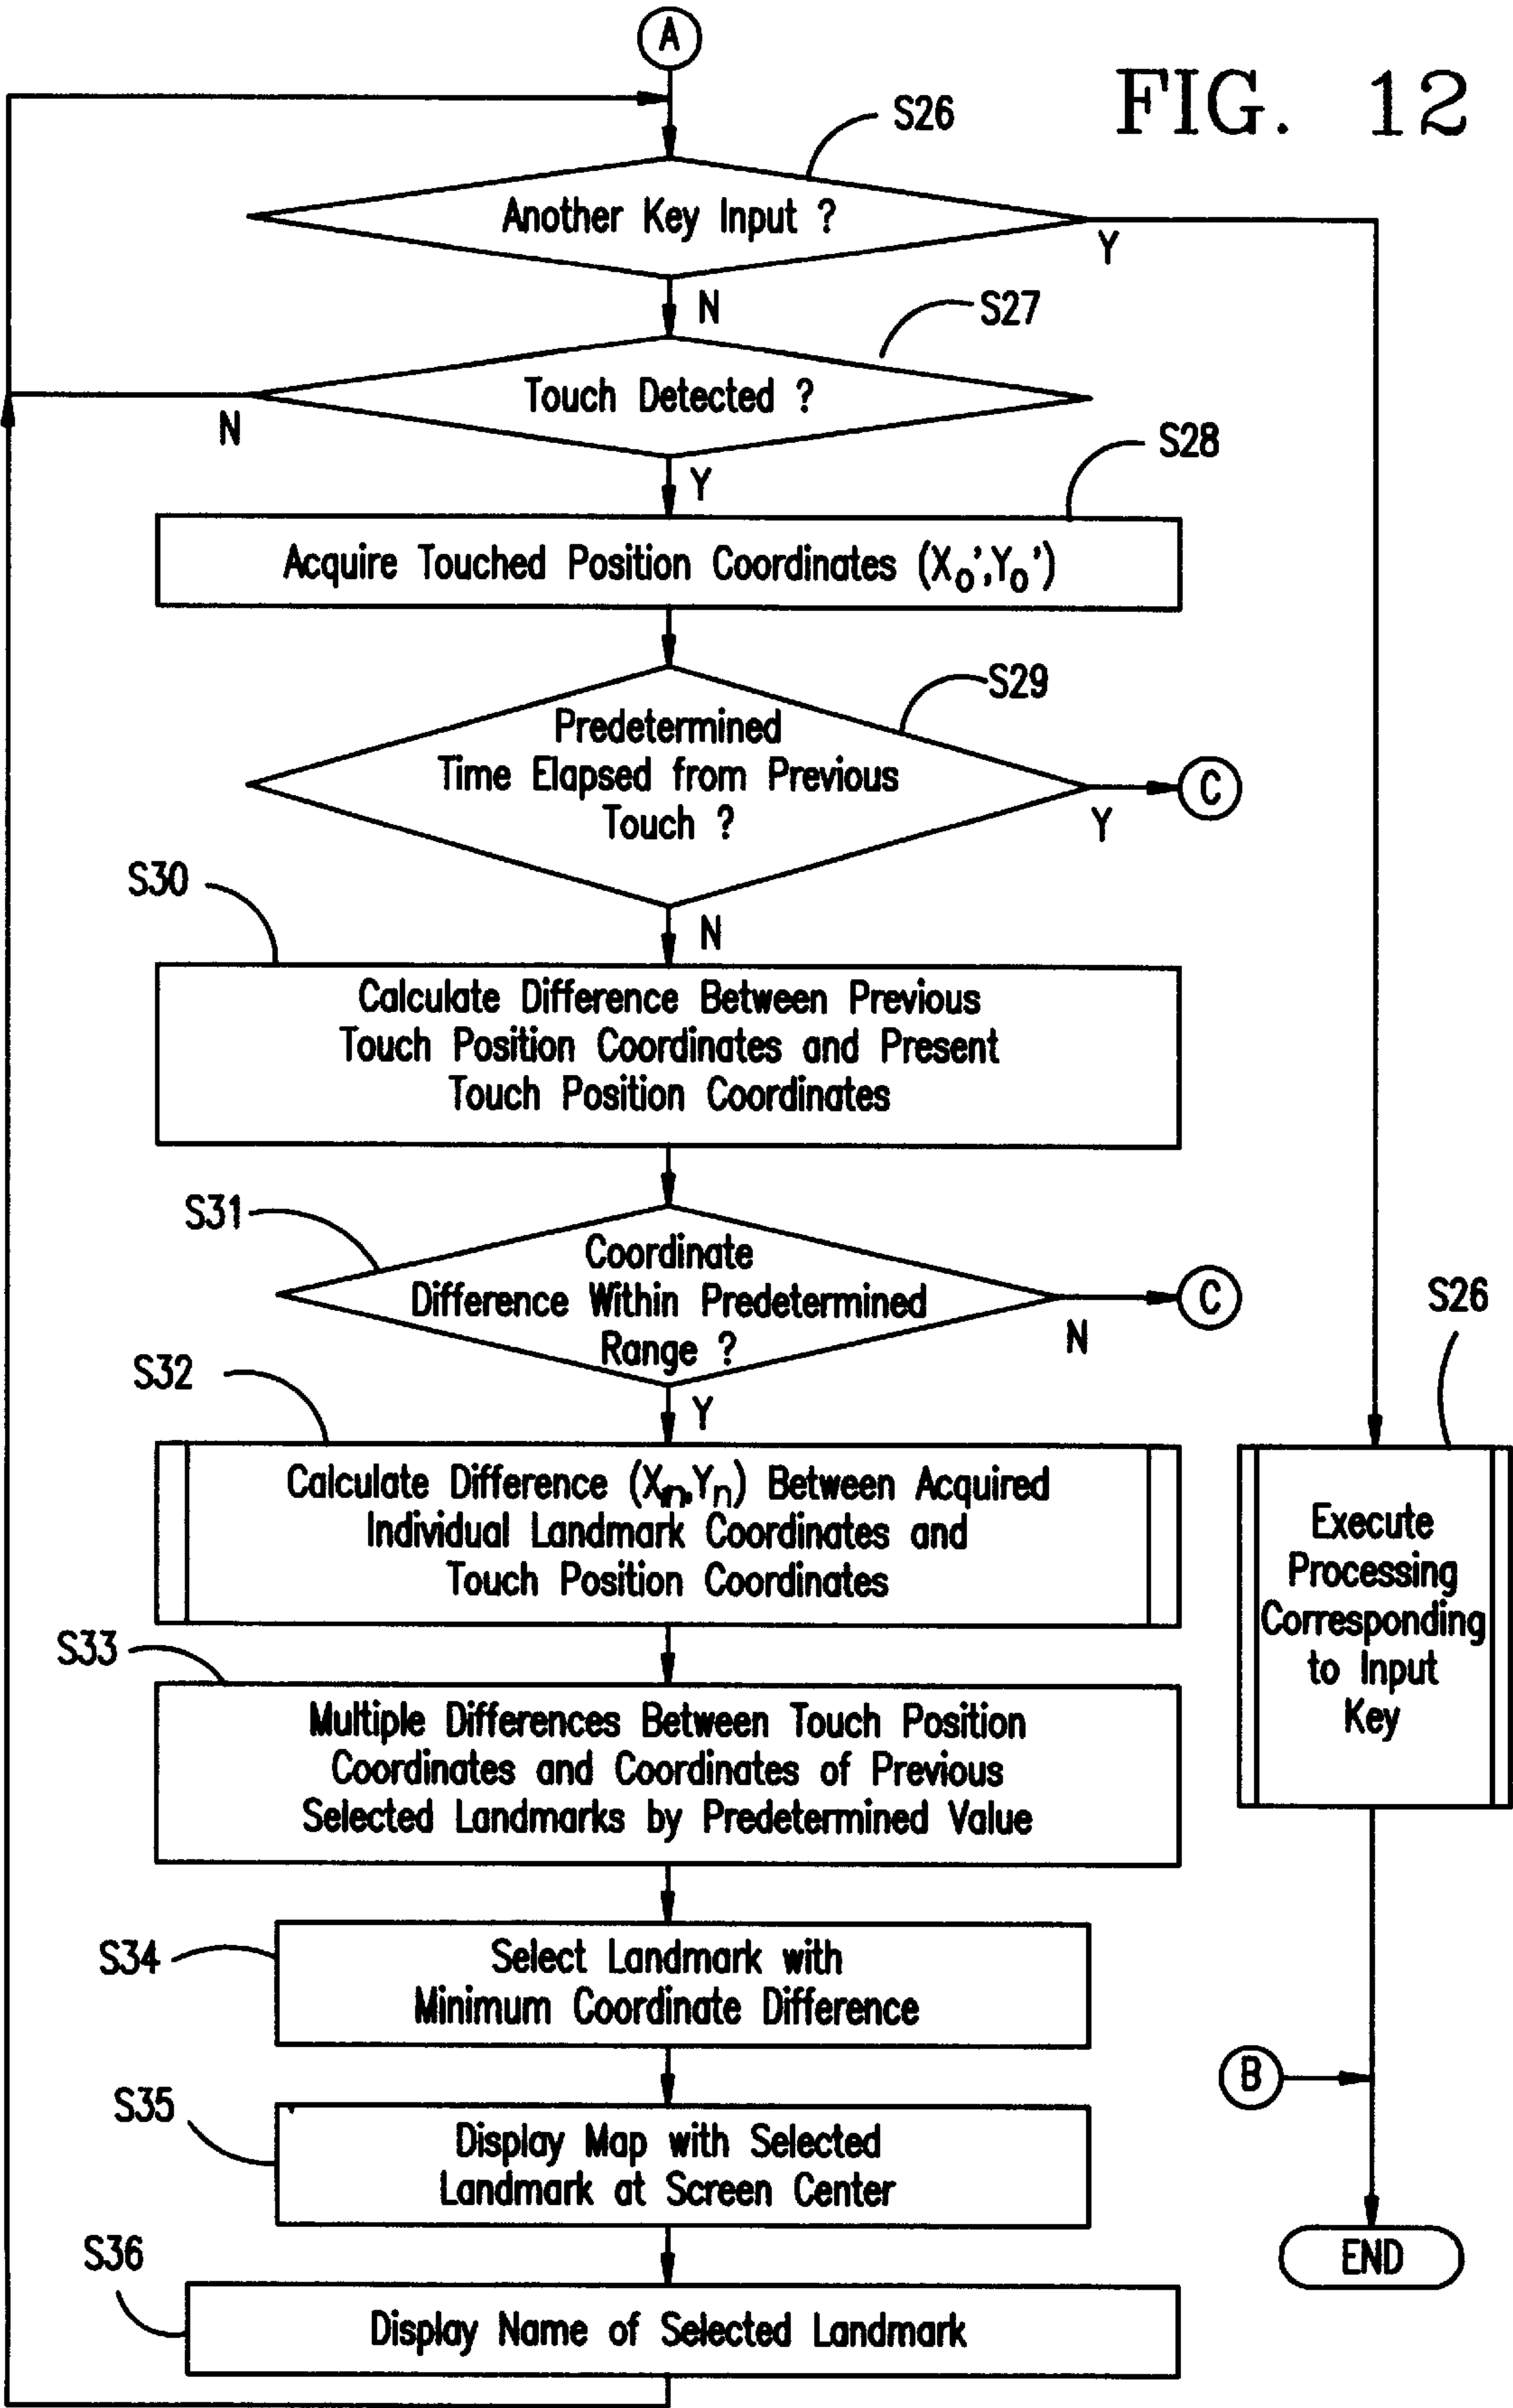 A
FIG. 12
S26
Another Key Input ?
Y
N
S27
Touch Detected ?
N
Y
S28
Acquire Touched Position Coordinates (X₀',Y₀')
S29
Predetermined
Time Elapsed from Previous
Touch ?
Y
C
N
S30
Calculate Difference Between Previous
Touch Position Coordinates and Present
Touch Position Coordinates
S31
Coordinate
Difference Within Predetermined
Range ?
N
C
Y
S32
Calculate Difference (Xn,Yn) Between Acquired
Individual Landmark Coordinates and
Touch Position Coordinates
S26
Execute
Processing
Corresponding
to Input
Key
S33
Multiple Differences Between Touch Position
Coordinates and Coordinates of Previous
Selected Landmarks by Predetermined Value
S34
Select Landmark with
Minimum Coordinate Difference
B
S35
Display Map with Selected
Landmark at Screen Center
END
S36
Display Name of Selected Landmark